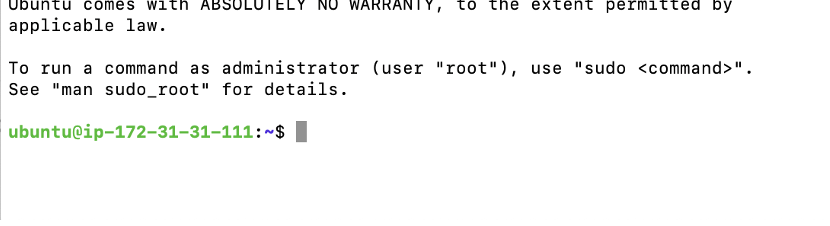 Ubuntu comes with ABSOLUTELY NO WARRANTY, to the extent permitted by
applicable law.
To run a command as administrator (user "root"), use "sudo <command>".
See "man sudo_root" for details.
ubuntu@ip-172-31-31-111:~$